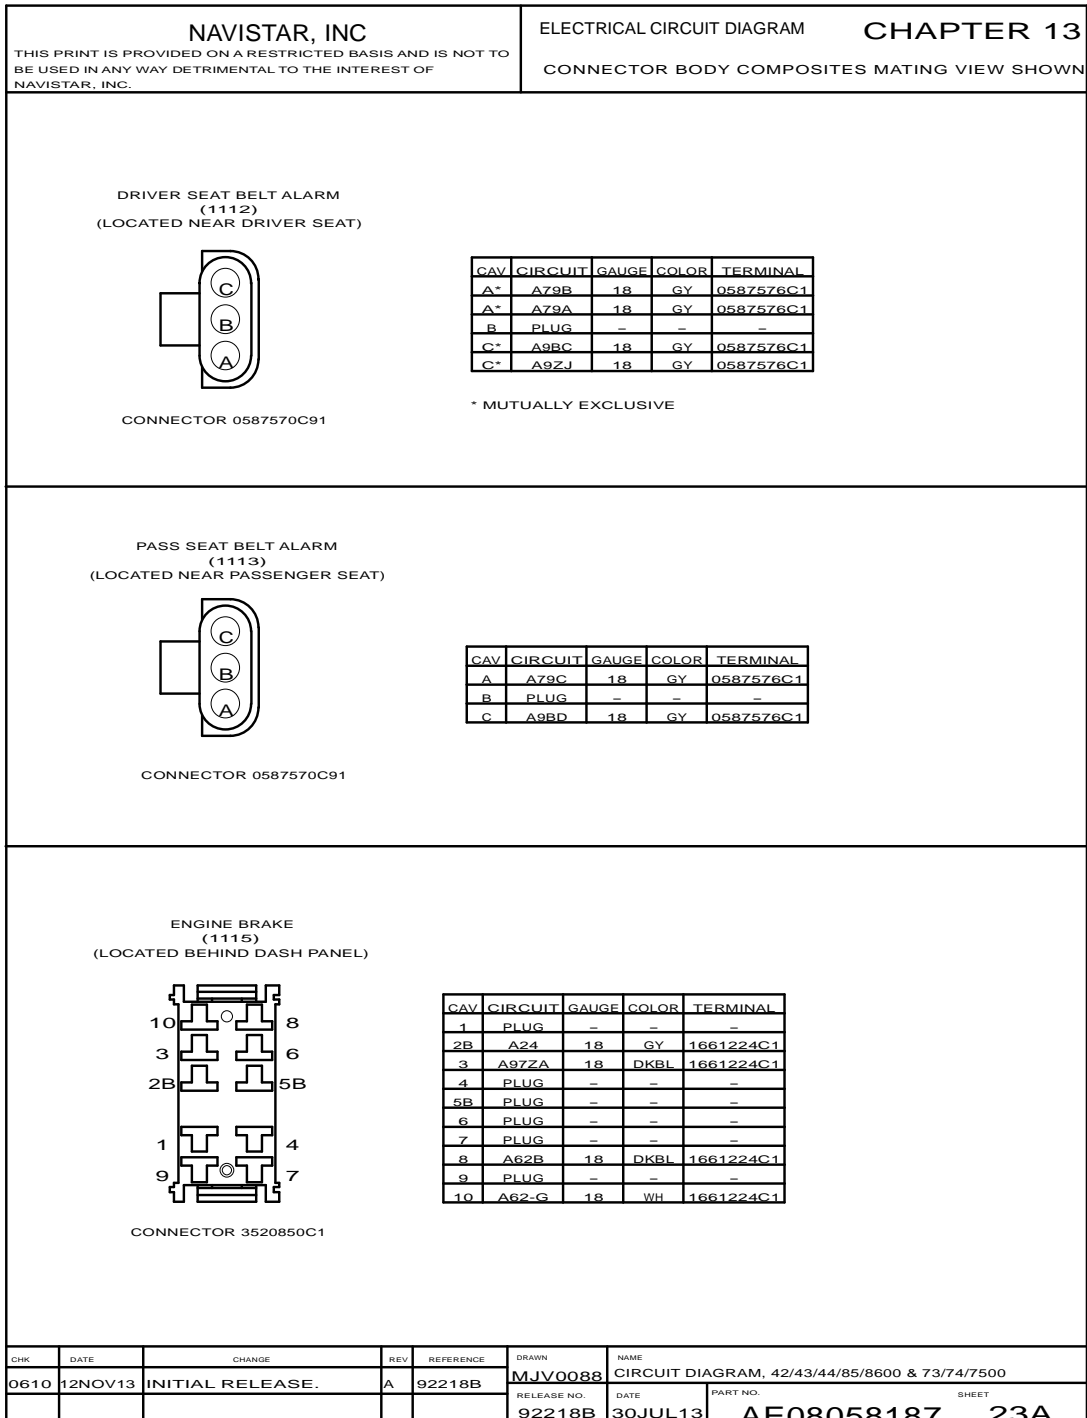 NAVISTAR, INC
THIS PRINT IS PROVIDED ON A RESTRICTED BASIS AND IS NOT TO
BE USED IN ANY WAY DETRIMENTAL TO THE INTEREST OF
NAVISTAR, INC.
ELECTRICAL CIRCUIT DIAGRAM CHAPTER 13
CONNECTOR BODY COMPOSITES MATING VIEW SHOWN
DRIVER SEAT BELT ALARM
(1112)
(LOCATED NEAR DRIVER SEAT)
C
B
A
CONNECTOR 0587570C91
CAV CIRCUIT GAUGE COLOR TERMINAL
A* A79B 18 GY 0587576C1
A* A79A 18 GY 0587576C1
B PLUG – – –
C* A9BC 18 GY 0587576C1
C* A9ZJ 18 GY 0587576C1
* MUTUALLY EXCLUSIVE
PASS SEAT BELT ALARM
(1113)
(LOCATED NEAR PASSENGER SEAT)
C
B
A
CONNECTOR 0587570C91
CAV CIRCUIT GAUGE COLOR TERMINAL
A A79C 18 GY 0587576C1
B PLUG – – –
C A9BD 18 GY 0587576C1
ENGINE BRAKE
(1115)
(LOCATED BEHIND DASH PANEL)
10 8
3 6
2B 5B
1 4
9 7
CONNECTOR 3520850C1
CAV CIRCUIT GAUGE COLOR TERMINAL
1 PLUG – – –
2B A24 18 GY 1661224C1
3 A97ZA 18 DKBL 1661224C1
4 PLUG – – –
5B PLUG – – –
6 PLUG – – –
7 PLUG – – –
8 A62B 18 DKBL 1661224C1
9 PLUG – – –
10 A62-G 18 WH 1661224C1
CHK DATE CHANGE REV REFERENCE
0610 12NOV13 INITIAL RELEASE. A 92218B
DRAWN NAME
MJV0088 CIRCUIT DIAGRAM, 42/43/44/85/8600 & 73/74/7500
RELEASE NO. DATE PART NO. SHEET
92218B 30JUL13 AE08058187 23A